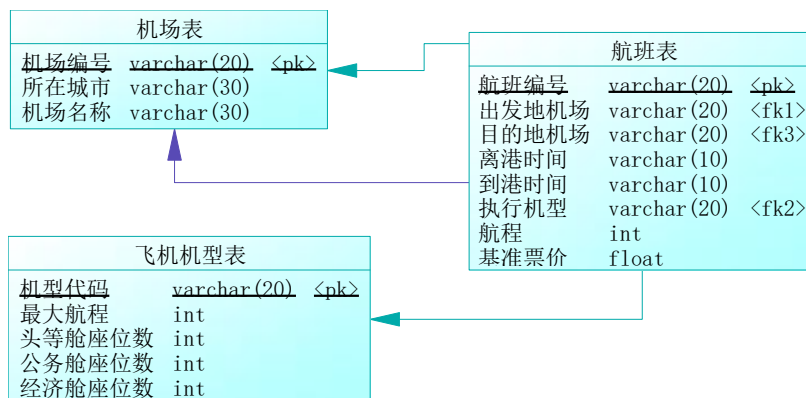 机场表
机场编号 varchar(20) <pk>
所在城市 varchar(30)
机场名称 varchar(30)
航班表
航班编号 varchar(20) <pk>
出发地机场 varchar(20) <fk1>
目的地机场 varchar(20) <fk3>
离港时间 varchar(10)
到港时间 varchar(10)
执行机型 varchar(20) <fk2>
航程 int
基准票价 float
飞机机型表
机型代码 varchar(20) <pk>
最大航程 int
头等舱座位数 int
公务舱座位数 int
经济舱座位数 int